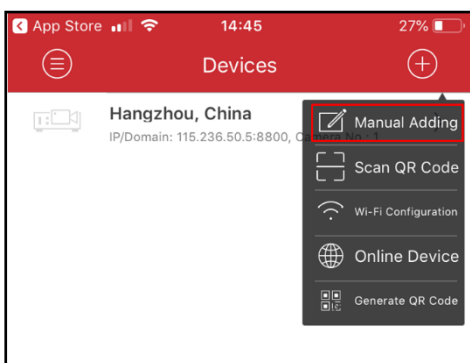 App Store 14:45 27%
Devices
Hangzhou, China
IP/Domain: 115.236.50.5:8800, Camera No.: 1
Manual Adding
Scan QR Code
Wi-Fi Configuration
Online Device
Generate QR Code